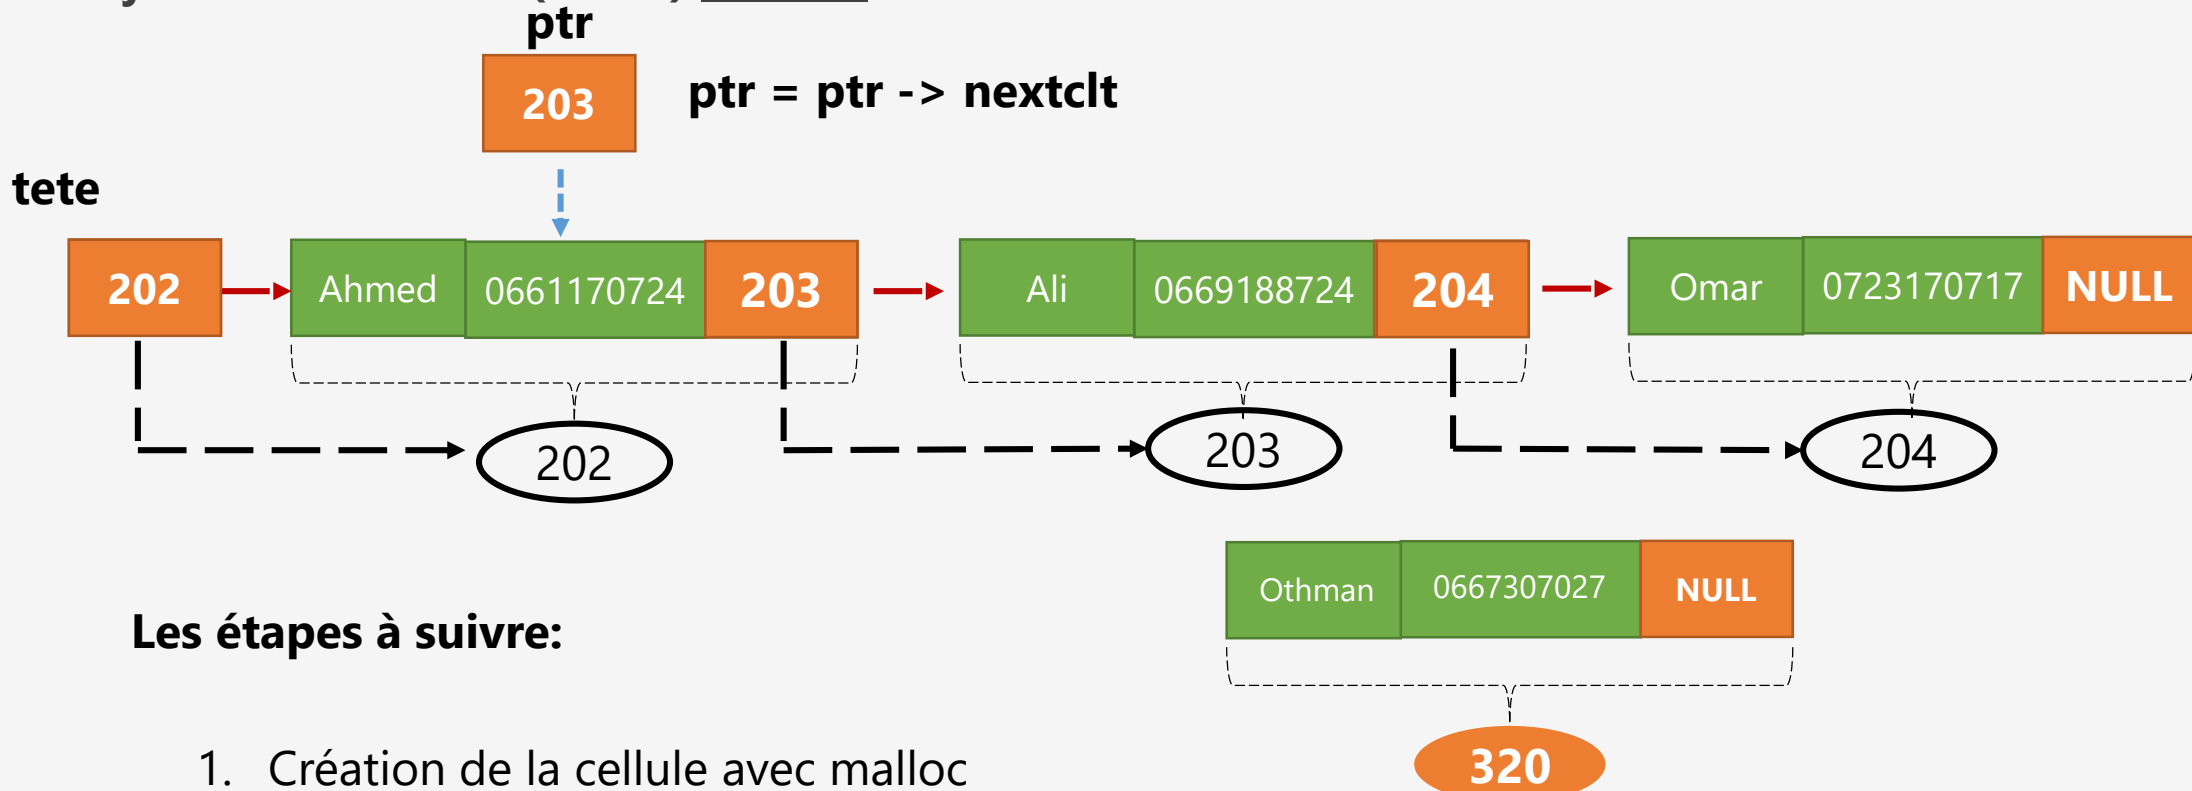 ptr
203
ptr = ptr -> nextclt
tete
202 Ahmed 0661170724 203 Ali 0669188724 204 Omar 0723170717 NULL
202 203 204
Othman 0667307027 NULL
Les étapes à suivre:
320
1. Création de la cellule avec malloc